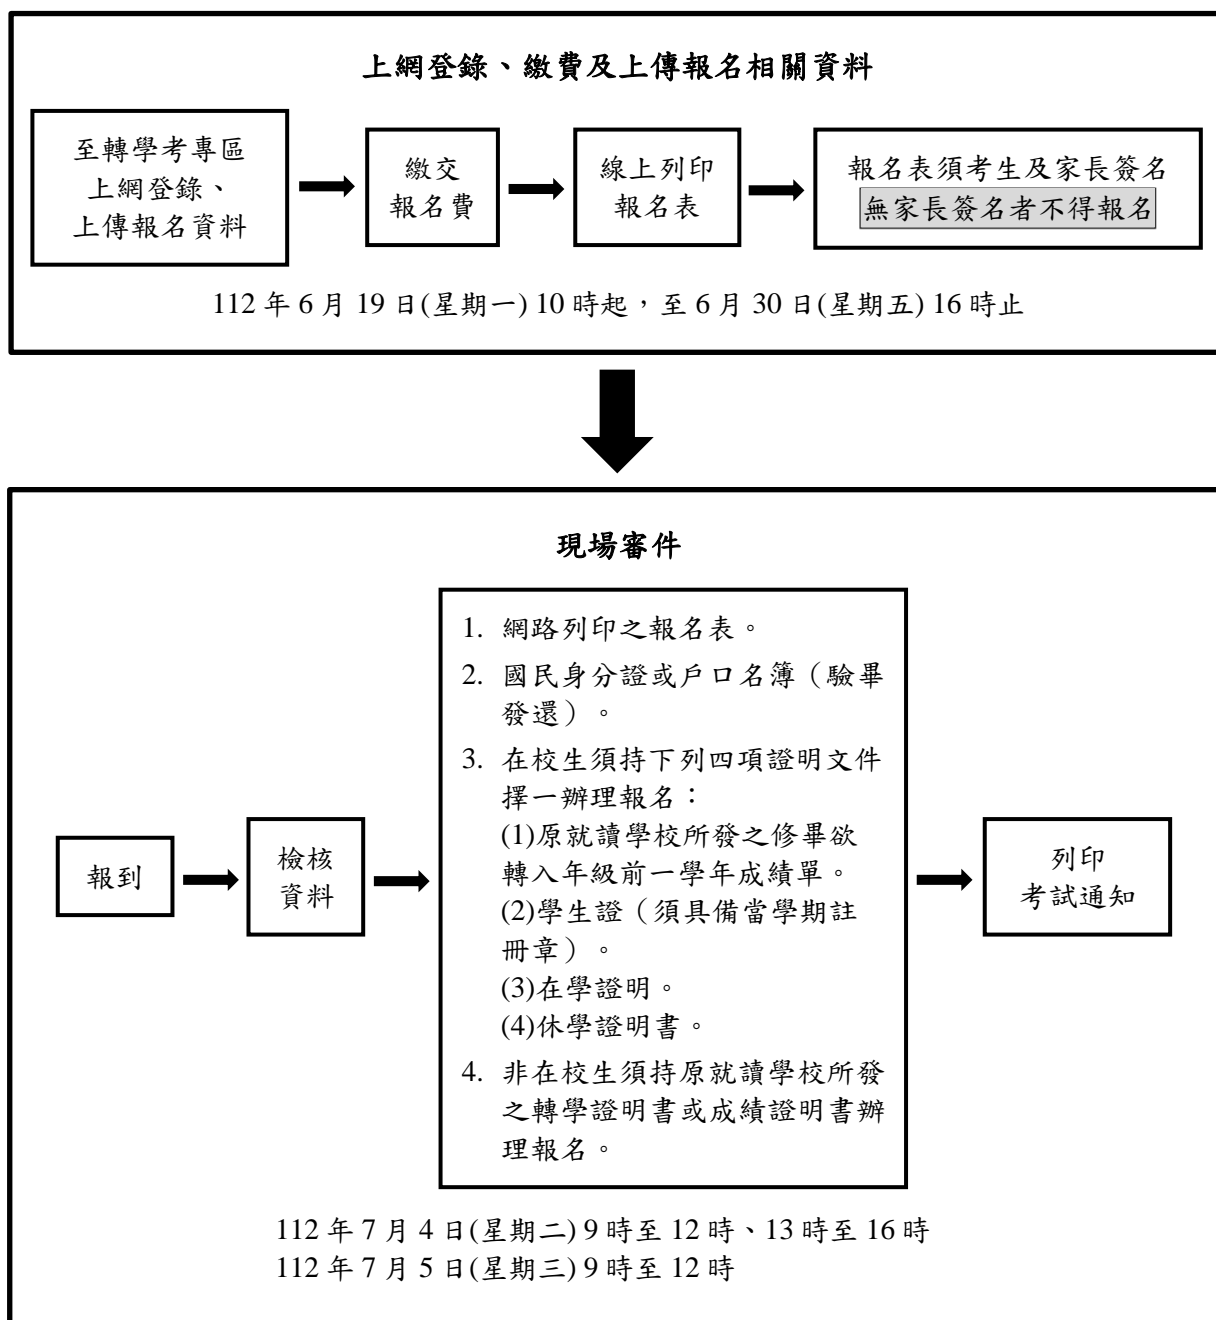 上網登錄、繳費及上傳報名相關資料
至轉學考專區
上網登錄、
上傳報名資料
繳交
報名費
線上列印
報名表
報名表須考生及家長簽名
無家長簽名者不得報名
112 年 6 月 19 日(星期一) 10 時起，至 6 月 30 日(星期五) 16 時止
現場審件
報到
檢核
資料
1. 網路列印之報名表。
2. 國民身分證或戶口名簿（驗畢
發還）。
3. 在校生須持下列四項證明文件
擇一辦理報名：
(1)原就讀學校所發之修畢欲
轉入年級前一學年成績單。
(2)學生證（須具備當學期註
冊章）。
(3)在學證明。
(4)休學證明書。
4. 非在校生須持原就讀學校所發
之轉學證明書或成績證明書辦
理報名。
列印
考試通知
112 年 7 月 4 日(星期二) 9 時至 12 時、13 時至 16 時
112 年 7 月 5 日(星期三) 9 時至 12 時